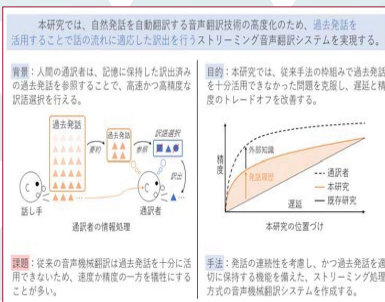 本研究では、自然発話を自動翻訳する音声翻訳技術の高度化のため、過去発話を
活用することで話の流れに適応した訳出を行うストリーミング音声翻訳システムを実現する。
背景：人間の通訳者は、記憶に保持した訳出済み
の過去発話を参照することで、高速かつ高精度な
訳語選択を行える。
過去発話
過去発話
訳語選択
要約
参照
訳出
話し手
通訳者
通訳者の情報処理
課題：従来の音声機械翻訳は過去発話を十分に活
用できないため、速度か精度の一方を犠牲にする
ことが多い。
目的：本研究では、従来手法の枠組みで過去発話
を十分活用できなかった問題を克服し、遅延と精
度のトレードオフを改善する。
精度
外部知識
発話履歴
通訳者
本研究
既存研究
遅延
本研究の位置づけ
手法：発話の連続性を考慮し、かつ過去発話を適
切に保持する機能を備えた、ストリーミング処理
方式の音声機械翻訳システムを作成する。